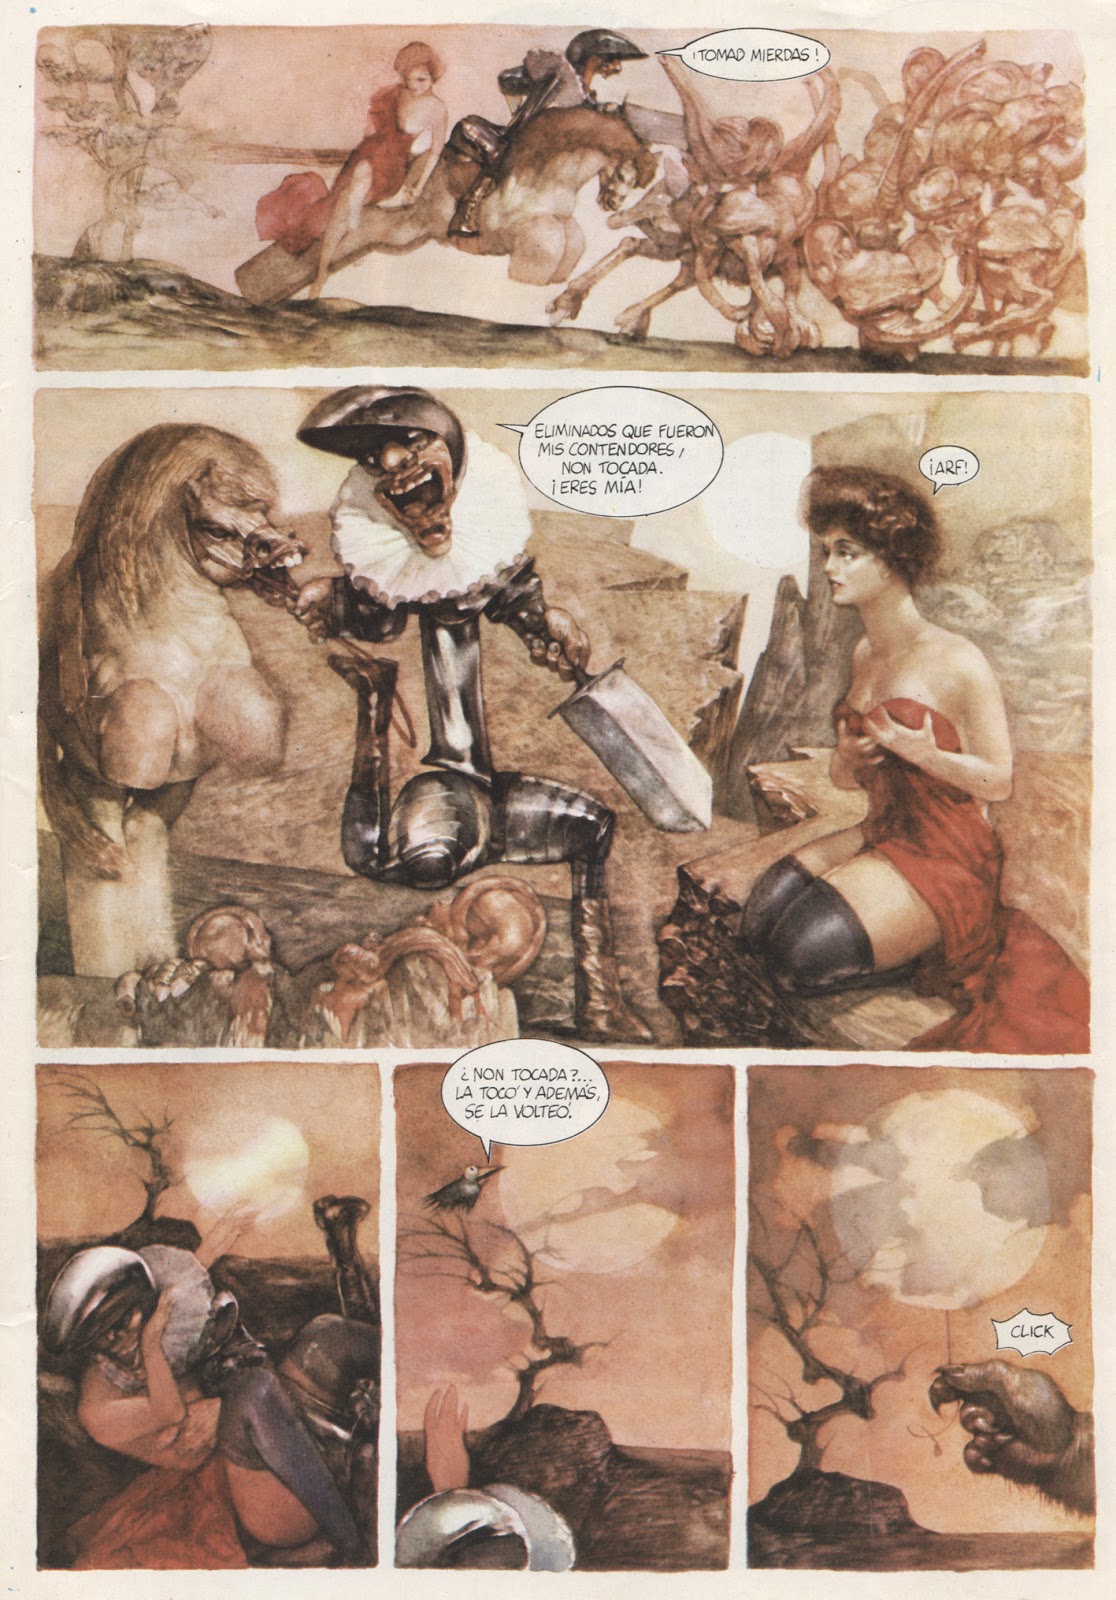 ¡TOMAD MIERDAS!
ELIMINADOS QUE FUERON
MIS CONTENDORES,
NON TOCADA.
¡ERES MÍA!
¡ARF!
¿NON TOCADA?...
LA TOCÓ Y ADEMÁS,
SE LA VOLTEÓ.
CLICK